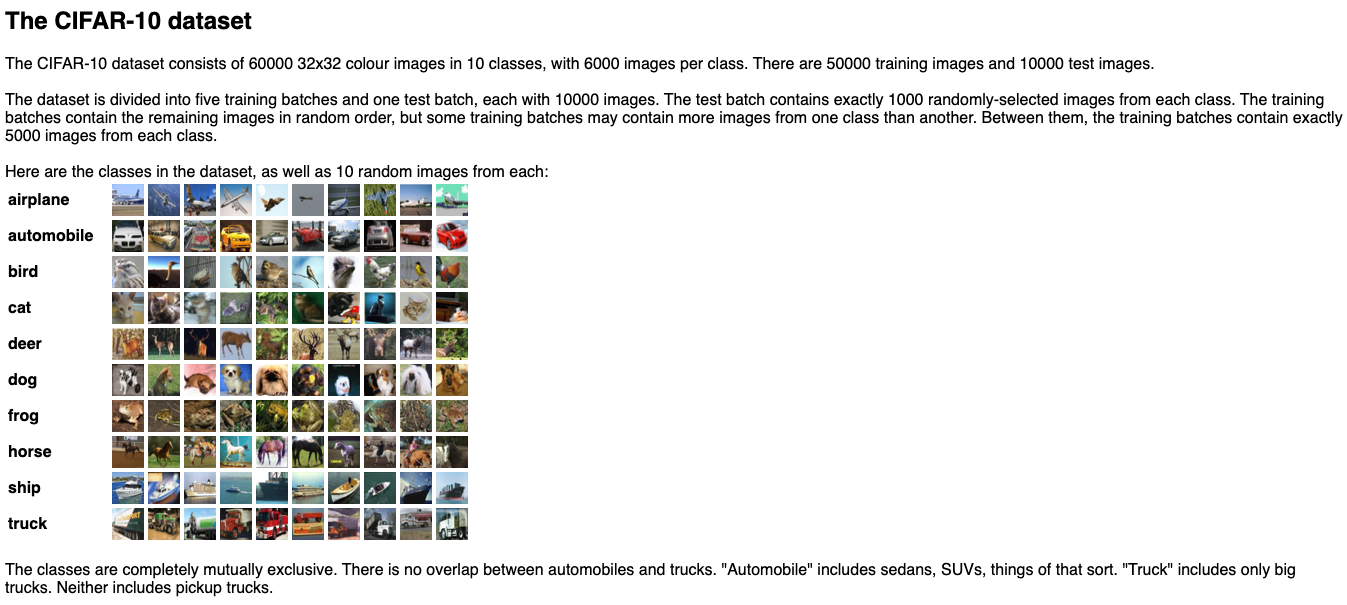 The CIFAR-10 dataset
The CIFAR-10 dataset consists of 60000 32x32 colour images in 10 classes, with 6000 images per class. There are 50000 training images and 10000 test images.
The dataset is divided into five training batches and one test batch, each with 10000 images. The test batch contains exactly 1000 randomly-selected images from each class. The training
batches contain the remaining images in random order, but some training batches may contain more images from one class than another. Between them, the training batches contain exactly
5000 images from each class.
Here are the classes in the dataset, as well as 10 random images from each:
airplane
automobile
bird
cat
deer
dog
frog
horse
ship
truck
The classes are completely mutually exclusive. There is no overlap between automobiles and trucks. "Automobile" includes sedans, SUVs, things of that sort. "Truck" includes only big
trucks. Neither includes pickup trucks.